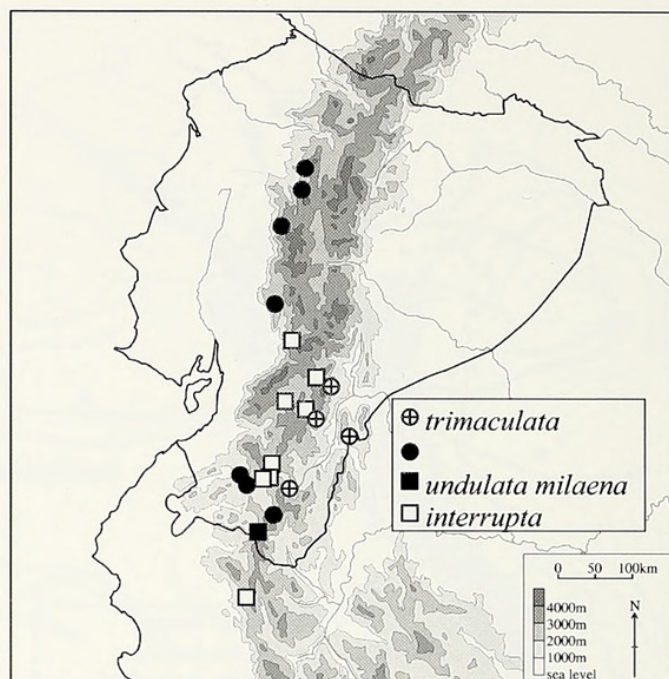 trimaculata
undulata milaena
interrupta
0 50 100km
4000m
3000m
2000m
1000m
sea level
N